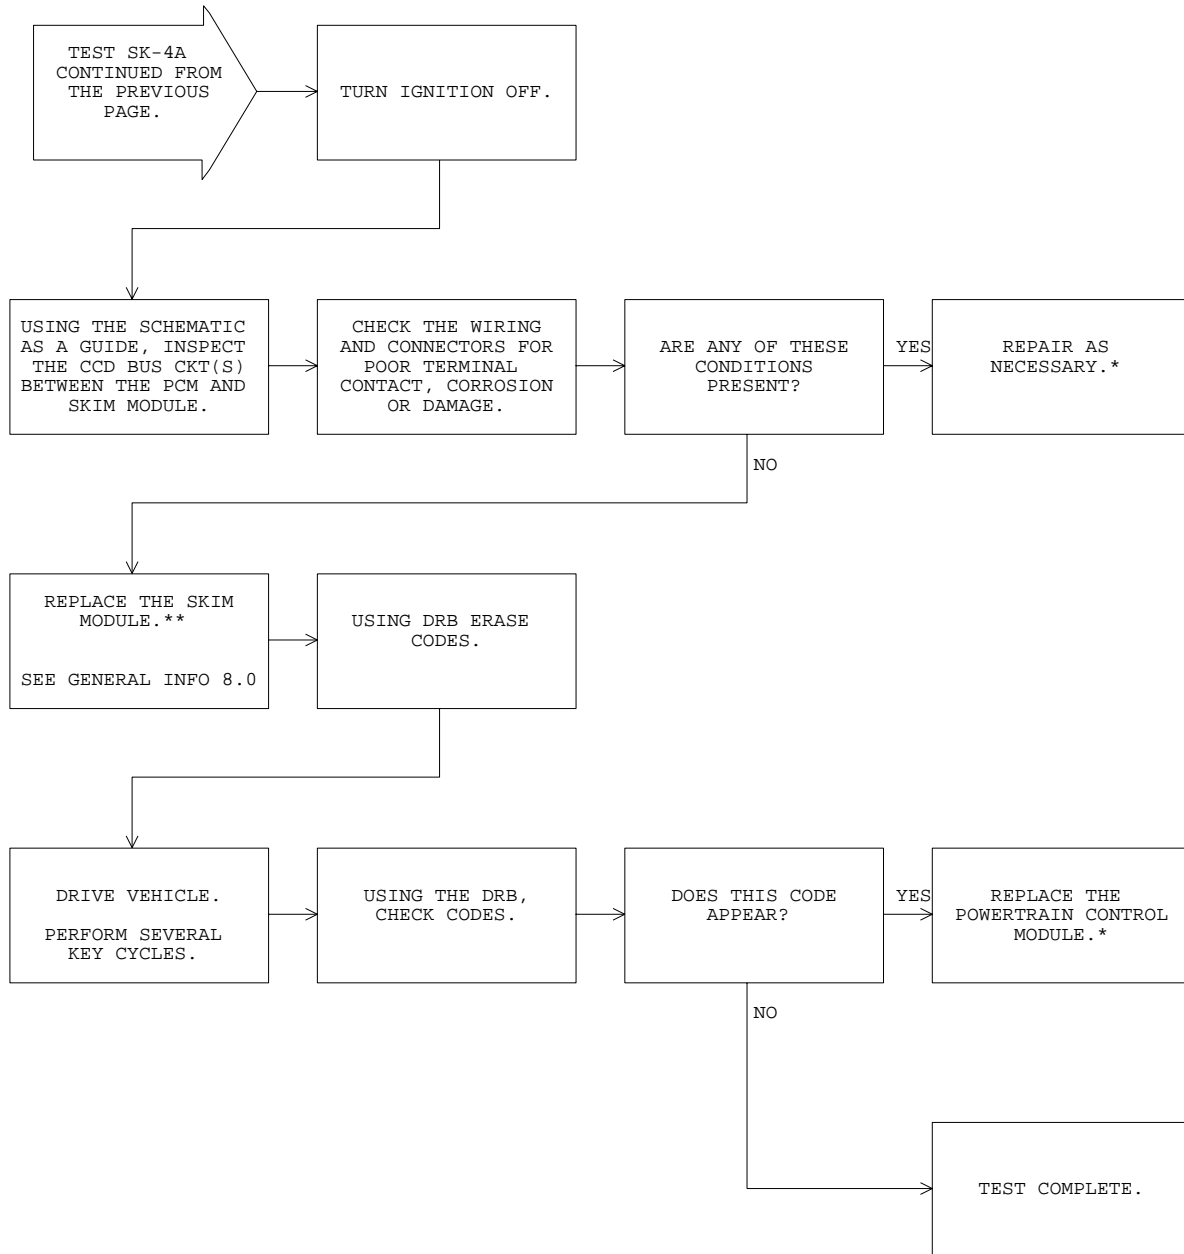 TEST SK-4A
CONTINUED FROM
THE PREVIOUS
PAGE.
TURN IGNITION OFF.
USING THE SCHEMATIC
AS A GUIDE, INSPECT
THE CCD BUS CKT(S)
BETWEEN THE PCM AND
SKIM MODULE.
CHECK THE WIRING
AND CONNECTORS FOR
POOR TERMINAL
CONTACT, CORROSION
OR DAMAGE.
ARE ANY OF THESE
CONDITIONS
PRESENT?
YES
REPAIR AS
NECESSARY.*
NO
REPLACE THE SKIM
MODULE.**
SEE GENERAL INFO 8.0
USING DRB ERASE
CODES.
DRIVE VEHICLE.
PERFORM SEVERAL
KEY CYCLES.
USING THE DRB,
CHECK CODES.
DOES THIS CODE
APPEAR?
YES
REPLACE THE
POWERTRAIN CONTROL
MODULE.*
NO
TEST COMPLETE.